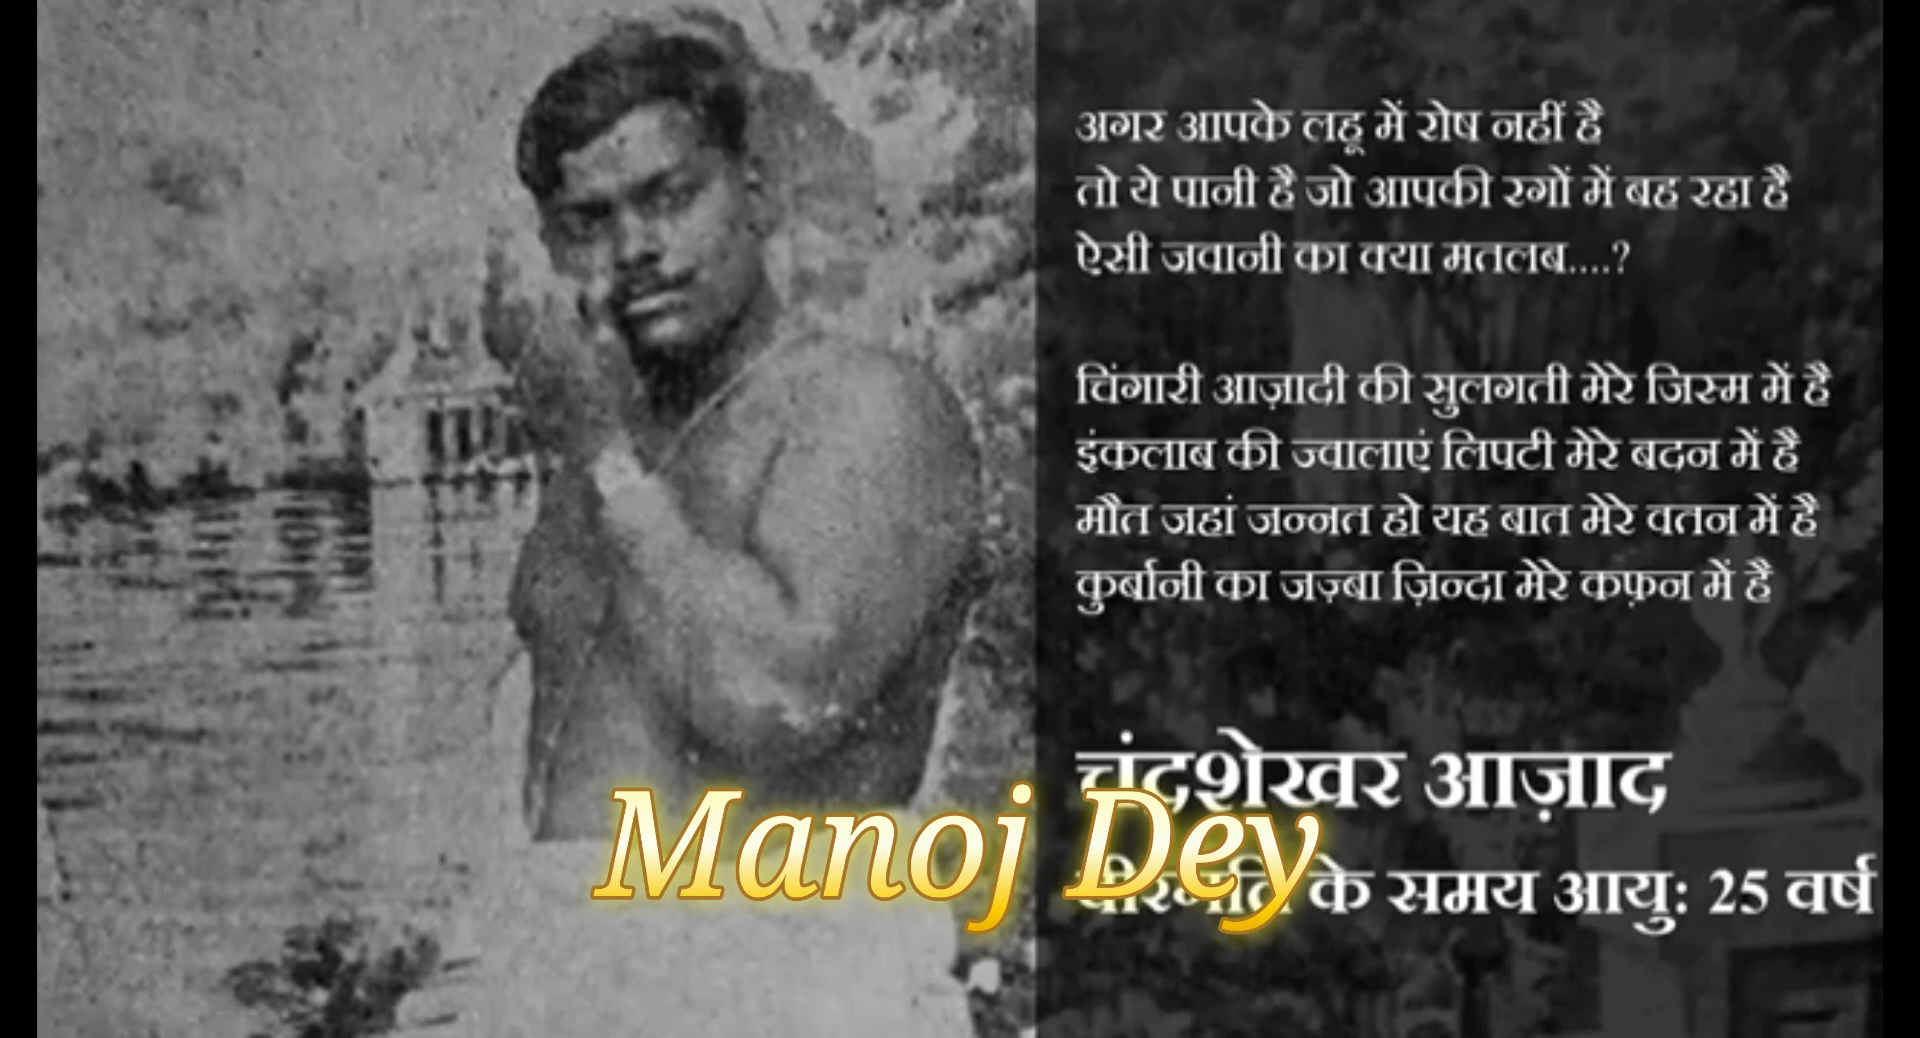 अगर आपके लहू में रोष नहीं है
तो ये पानी है जो आपकी रगों में बह रहा है
ऐसी जवानी का क्या मतलब....?
चिंगारी आज़ादी की सुलगती मेरे जिस्म में है
इंकलाब की ज्वालाएं लिपटी मेरे बदन में है
मौत जहां जन्नत हो यह बात मेरे वतन में है
कुर्बानी का जज़्बा ज़िन्दा मेरे कफ़न में है
चंद्रशेखर आज़ाद
Manoj Dey
वीरगति के समय आयु: 25 वर्ष